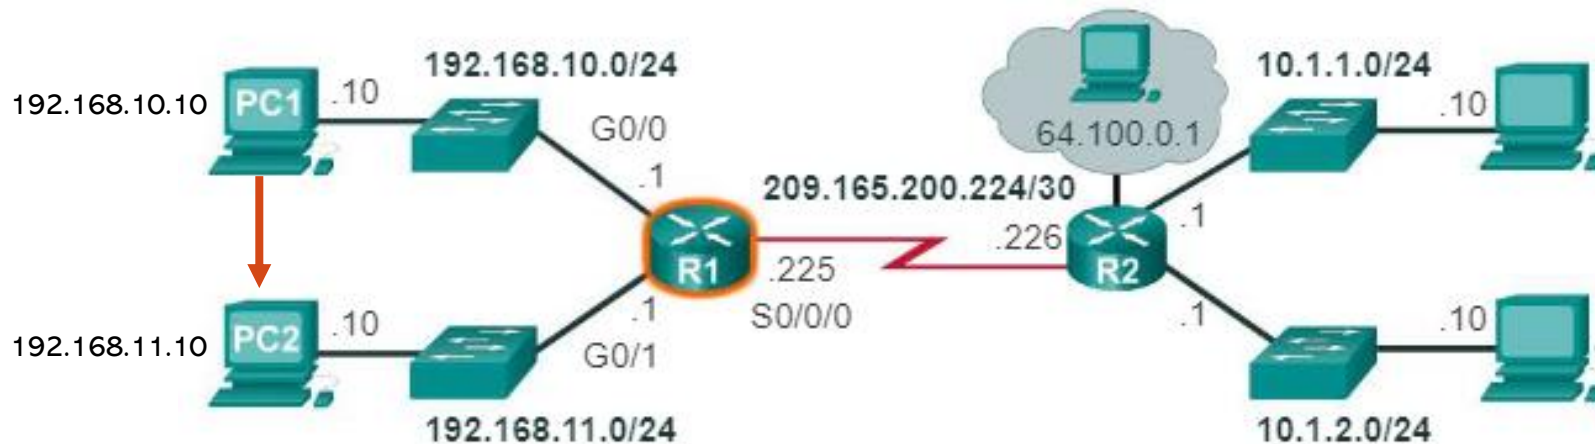 192.168.10.0/24
10.1.1.0/24
192.168.10.10
PC1
.10
G0/0
.1
64.100.0.1
.10
209.165.200.224/30
.1
.226
R1
.225
R2
S0/0/0
.1
G0/1
192.168.11.10
PC2
.10
.1
.10
192.168.11.0/24
10.1.2.0/24